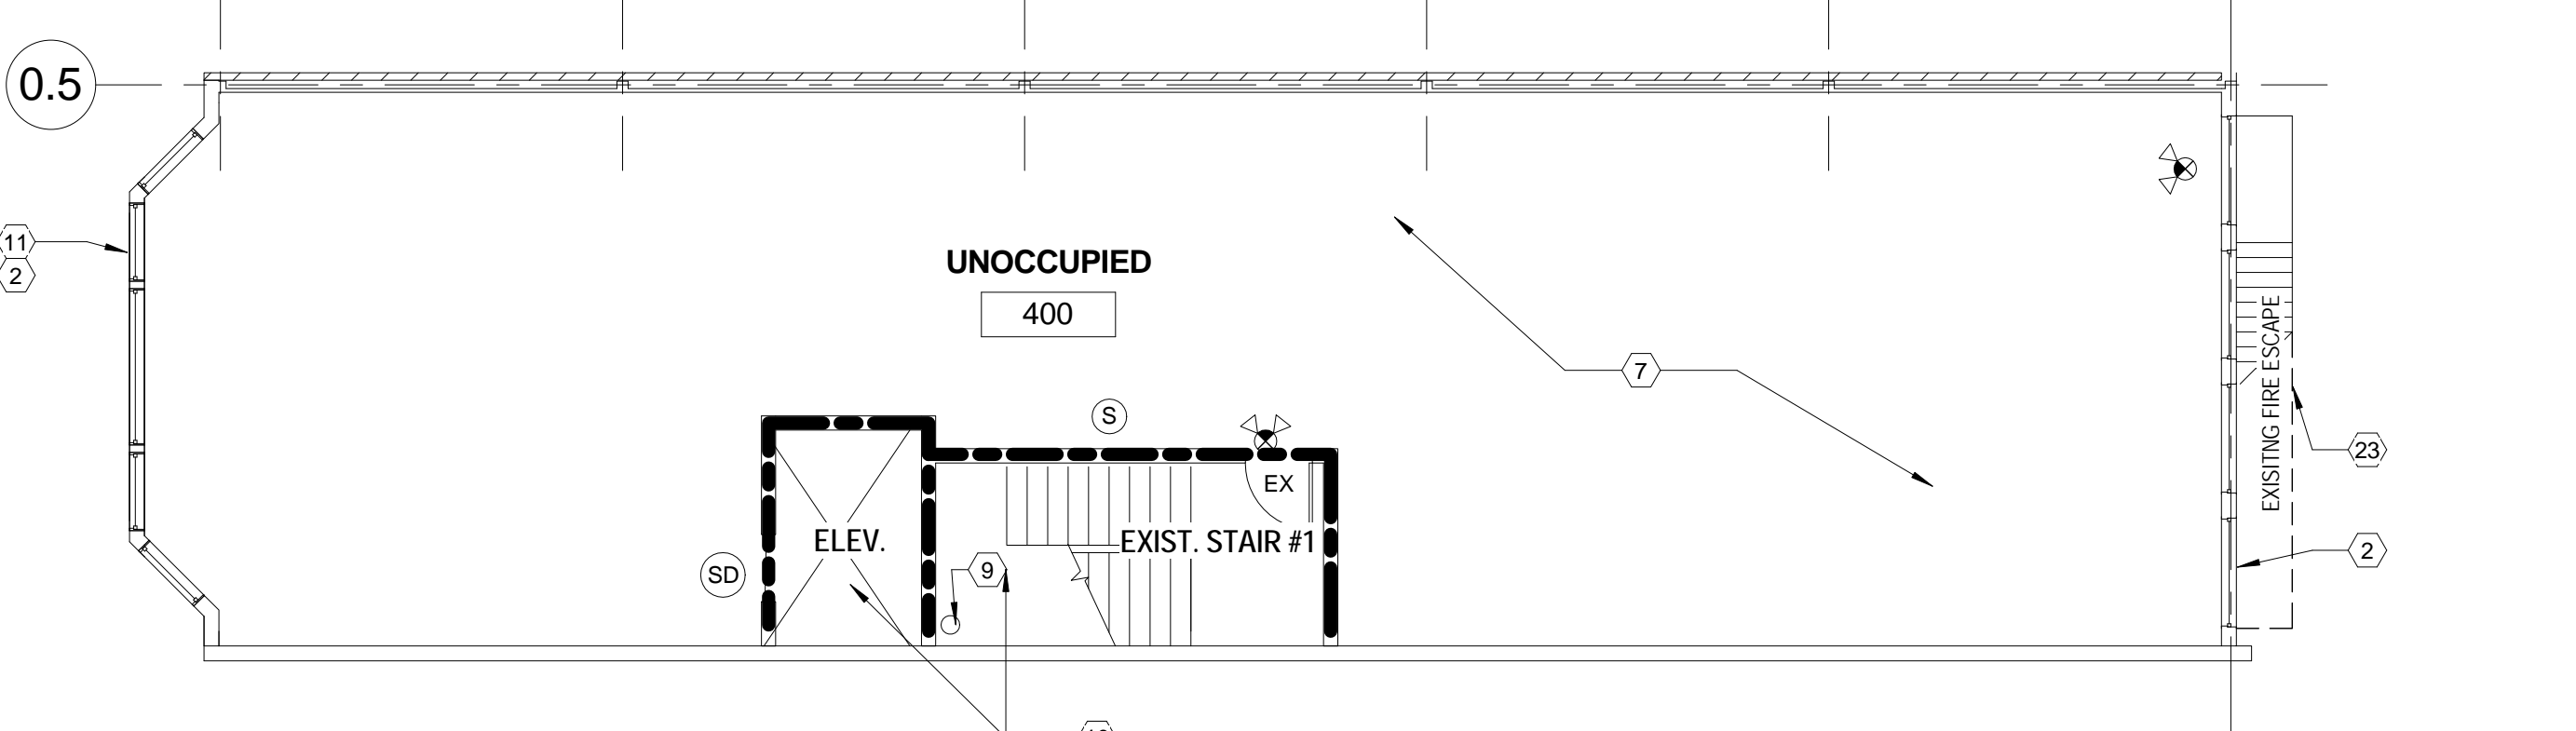 0.5
11
2
UNOCCUPIED
400
7
S
EX
ELEV.
EXIST. STAIR #1
SD
9
EXISITNG FIRE ESCAPE
23
2